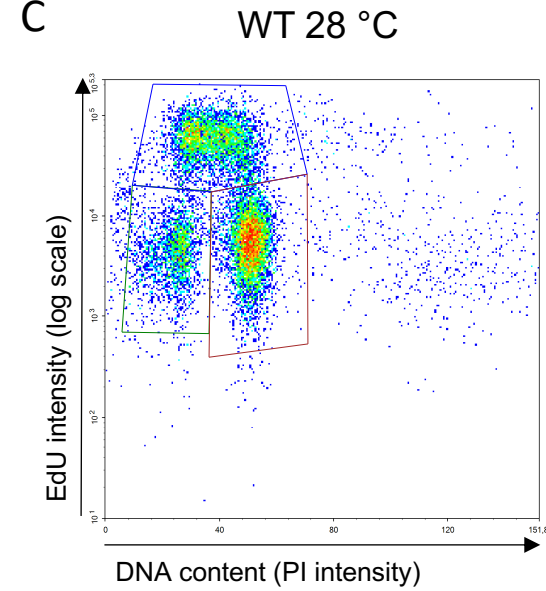 C
WT 28 °C
10^5.3
10^5
10^4
10^3
10^2
10^1
EdU intensity (log scale)
0 40 80 120 151,8
DNA content (PI intensity)